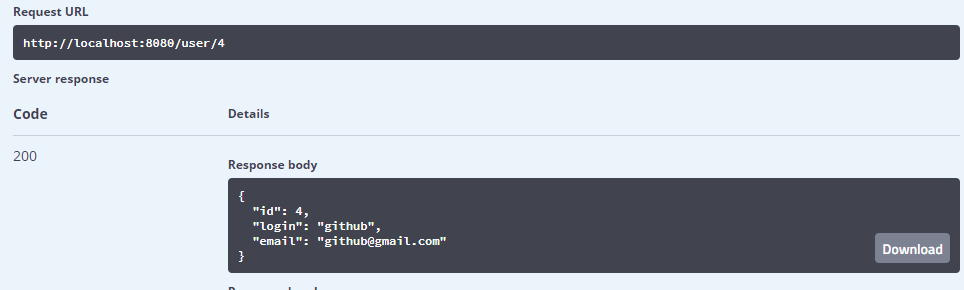 Request URL
http://localhost:8080/user/4
Server response
Code Details
200
Response body
{
  "id": 4,
  "login": "github",
  "email": "github@gmail.com"
}
Download